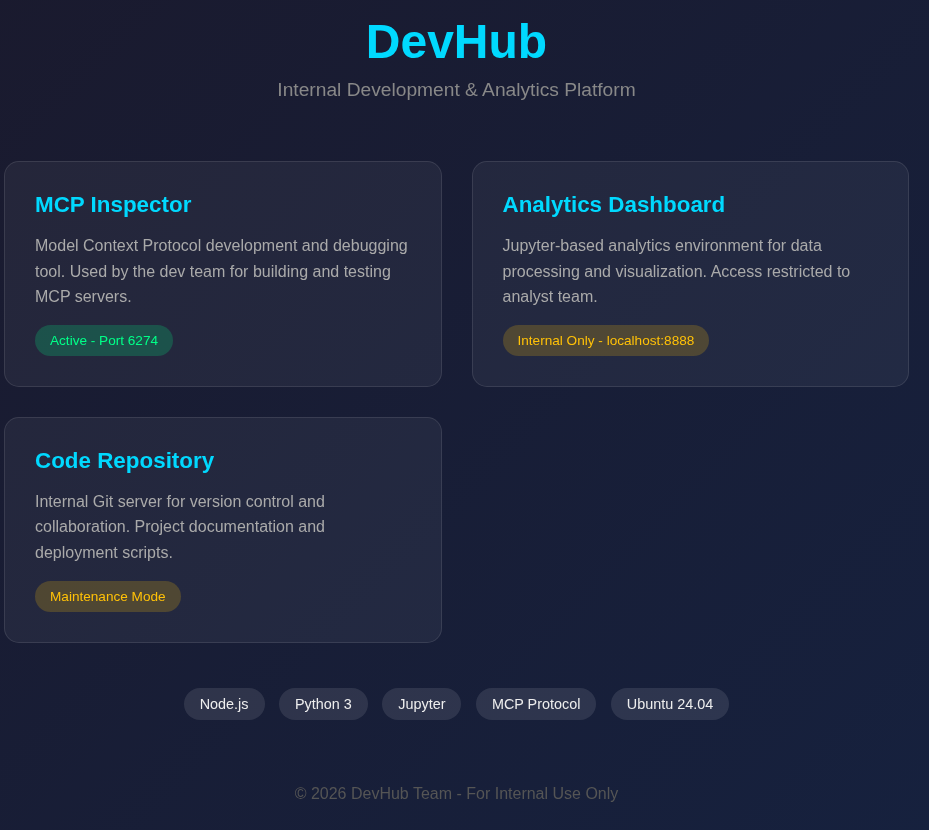 DevHub
Internal Development & Analytics Platform
MCP Inspector
Model Context Protocol development and debugging
tool. Used by the dev team for building and testing
MCP servers.
Active - Port 6274
Analytics Dashboard
Jupyter-based analytics environment for data
processing and visualization. Access restricted to
analyst team.
Internal Only - localhost:8888
Code Repository
Internal Git server for version control and
collaboration. Project documentation and
deployment scripts.
Maintenance Mode
Node.js
Python 3
Jupyter
MCP Protocol
Ubuntu 24.04
© 2026 DevHub Team - For Internal Use Only